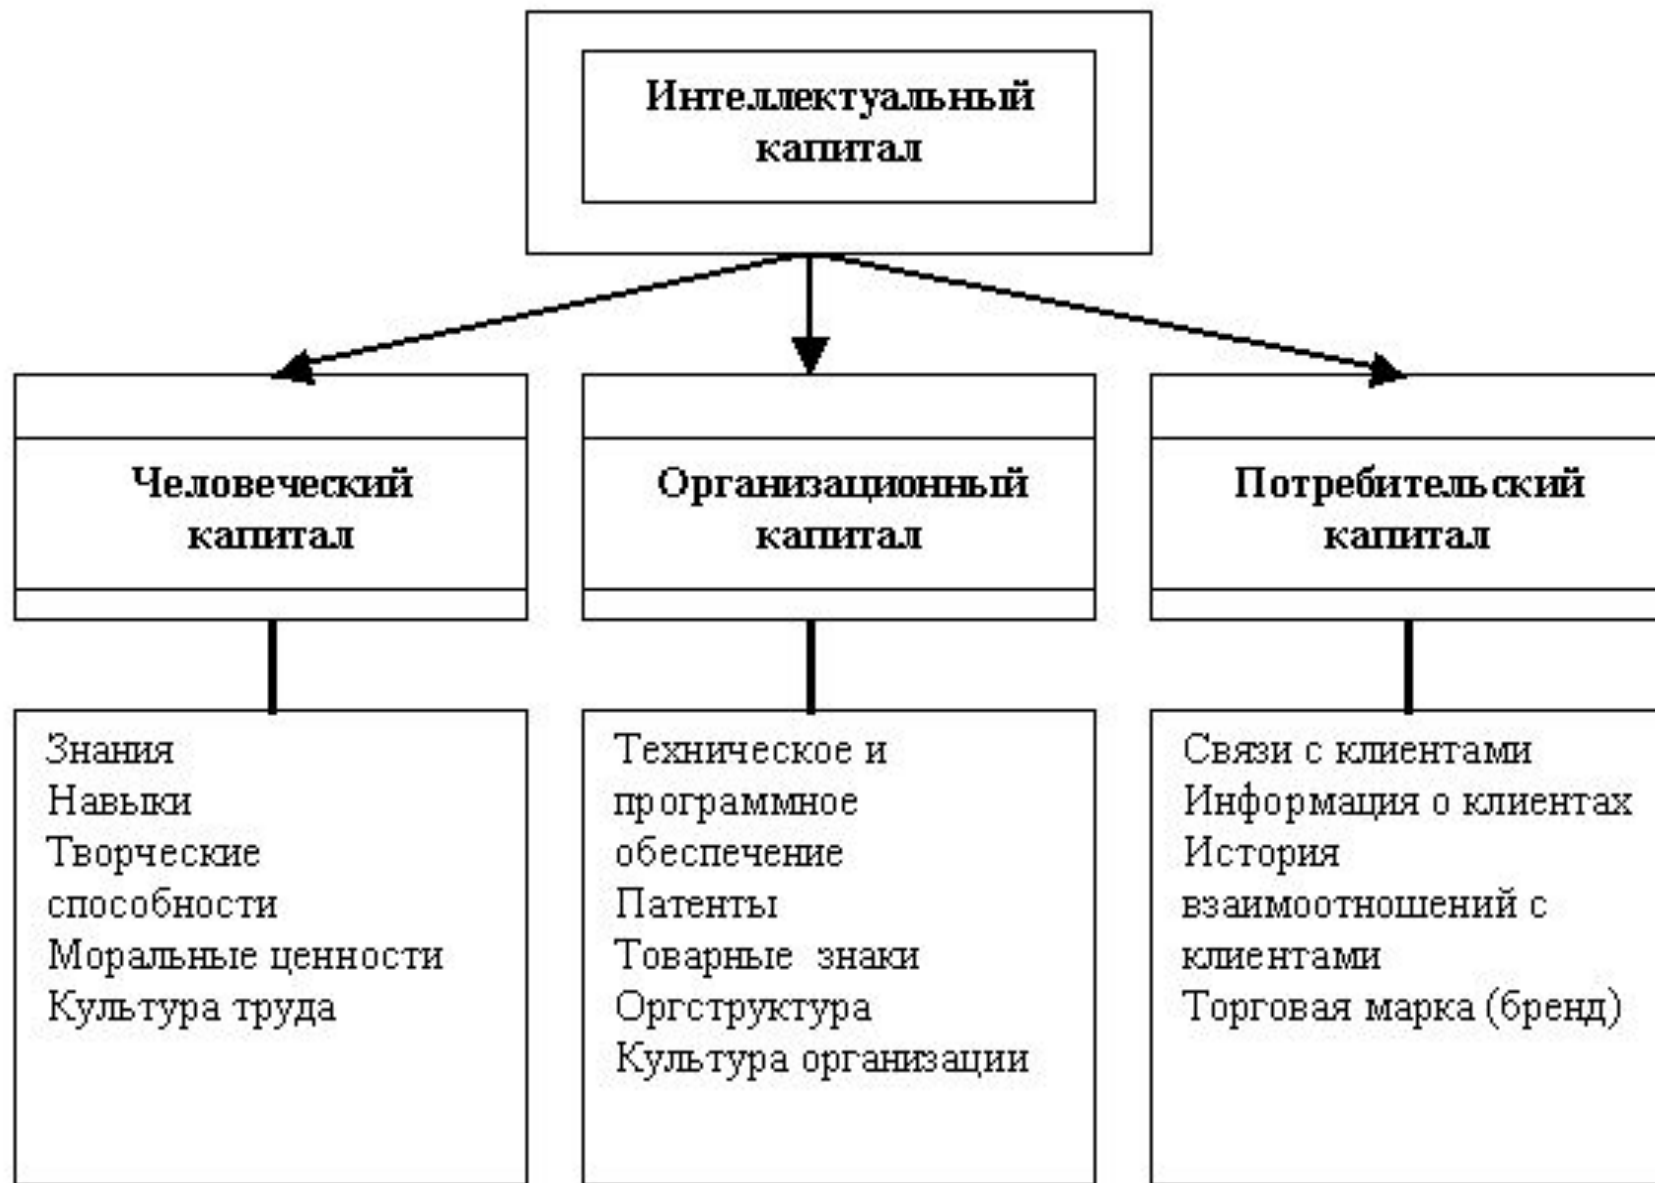 Интеллектуальный
капитал
Человеческий
капитал
Организационный
капитал
Потребительский
капитал
Знания
Навыки
Творческие
способности
Моральные ценности
Культура труда
Техническое и
программное
обеспечение
Патенты
Товарные знаки
Оргструктура
Культура организации
Связи с клиентами
Информация о клиентах
История
взаимоотношений с
клиентами
Торговая марка (бренд)